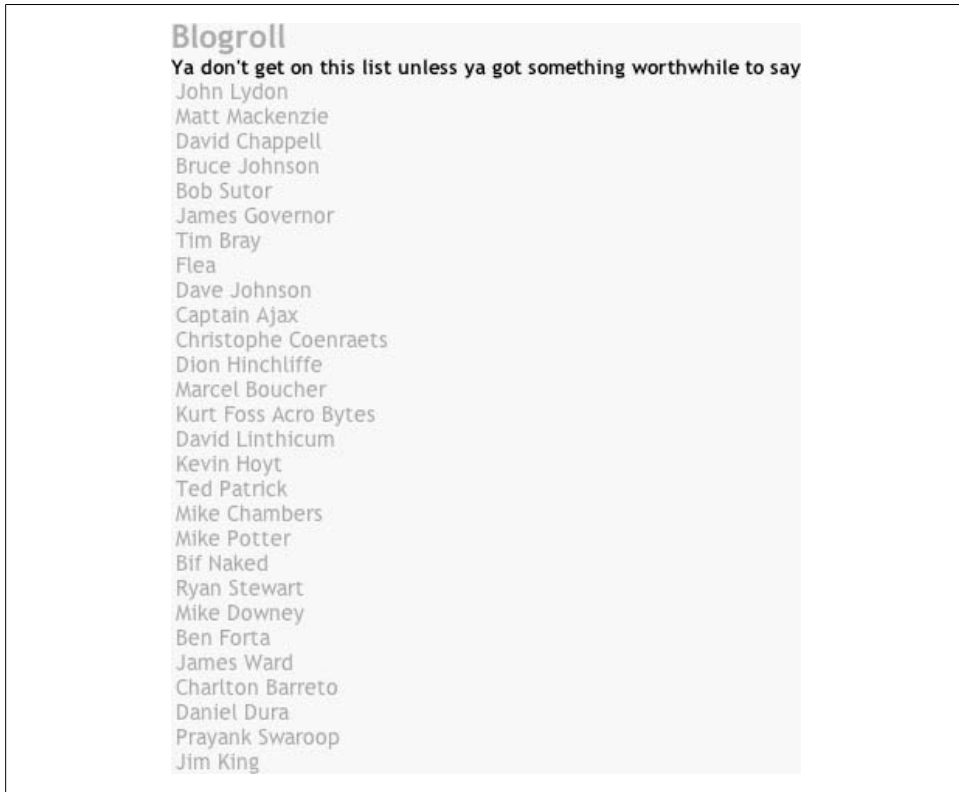 Blogroll
Ya don't get on this list unless ya got something worthwhile to say
John Lydon
Matt Mackenzie
David Chappell
Bruce Johnson
Bob Sutor
James Governor
Tim Bray
Flea
Dave Johnson
Captain Ajax
Christophe Coenraets
Dion Hinchliffe
Marcel Boucher
Kurt Foss Acro Bytes
David Linthicum
Kevin Hoyt
Ted Patrick
Mike Chambers
Mike Potter
Bif Naked
Ryan Stewart
Mike Downey
Ben Forta
James Ward
Charlton Barreto
Daniel Dura
Prayank Swaroop
Jim King